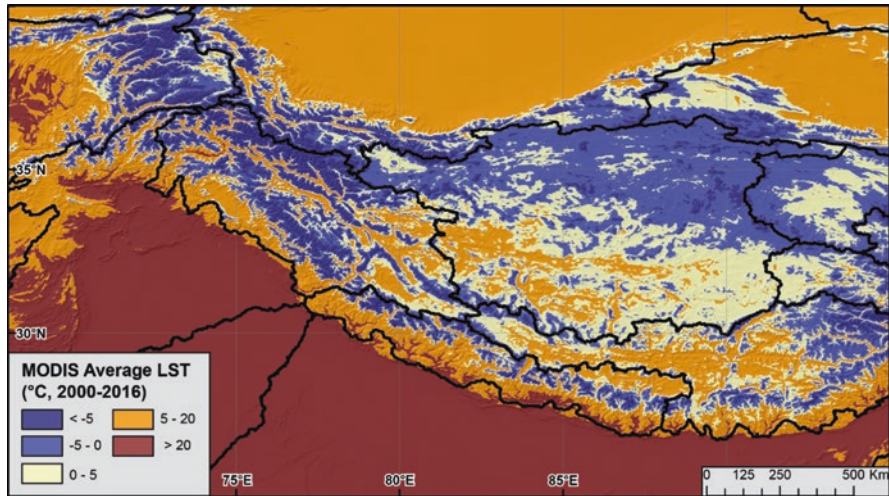 35°N
30°N
MODIS Average LST
(°C, 2000-2016)
< -5
5 - 20
-5 - 0
> 20
0 - 5
75°E
80°E
85°E
0 125 250 500 Km